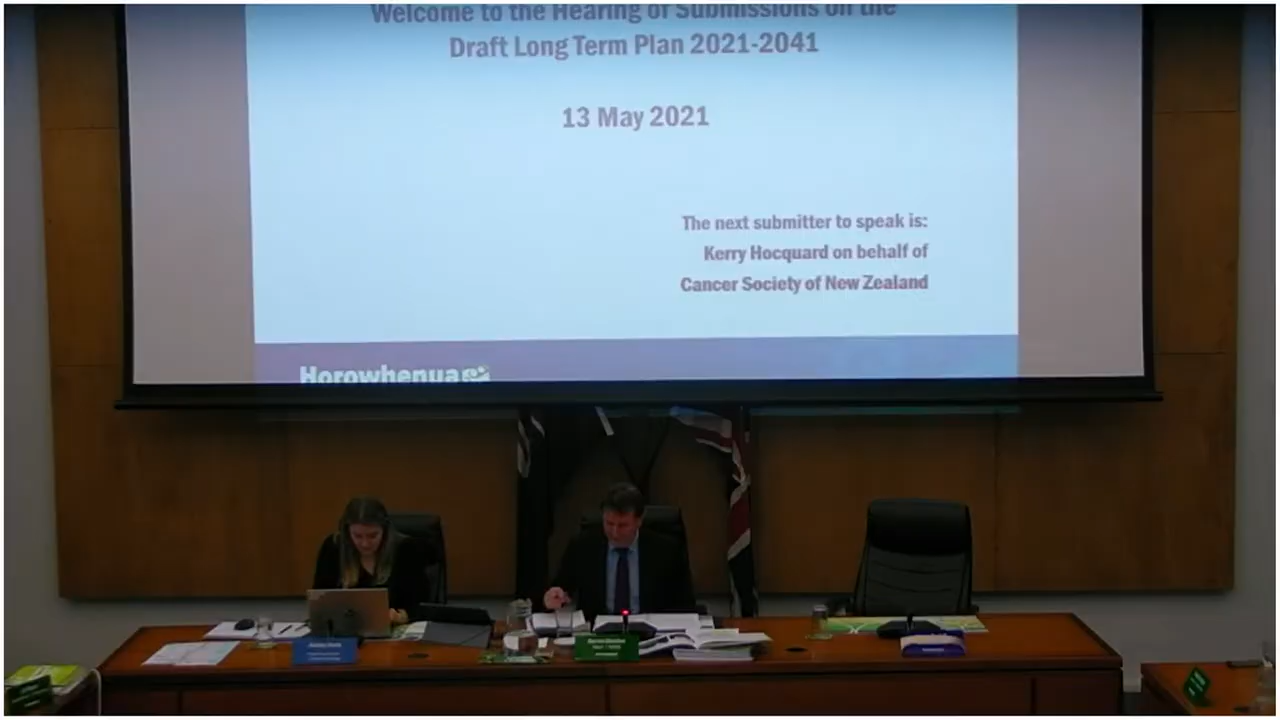 Welcome to the Hearing of Submissions on the
Draft Long Term Plan 2021-2041
13 May 2021
The next submitter to speak is:
Kerry Hocquard on behalf of
Cancer Society of New Zealand
Horowhenua